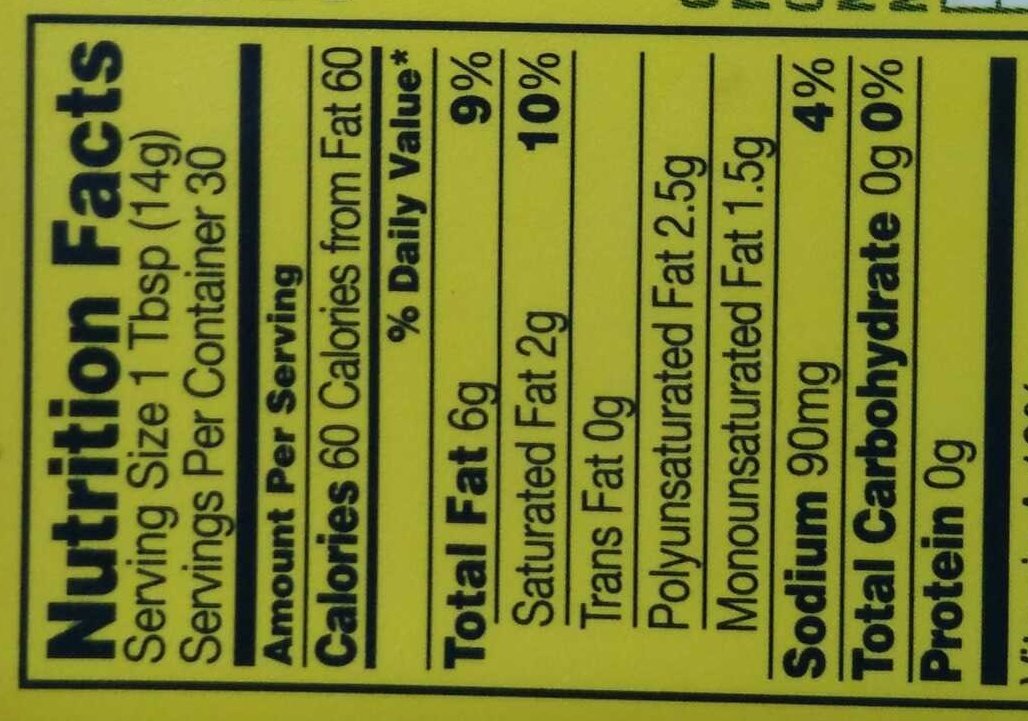 Nutrition Facts
Serving Size 1 Tbsp (14g)
Servings Per Container 30
Amount Per Serving
Calories 60 Calories from Fat 60
% Daily Value*
Total Fat 6g 9%
Saturated Fat 2g 10%
Trans Fat 0g
Polyunsaturated Fat 2.5g
Monounsaturated Fat 1.5g
Sodium 90mg 4%
Total Carbohydrate 0g 0%
Protein 0g